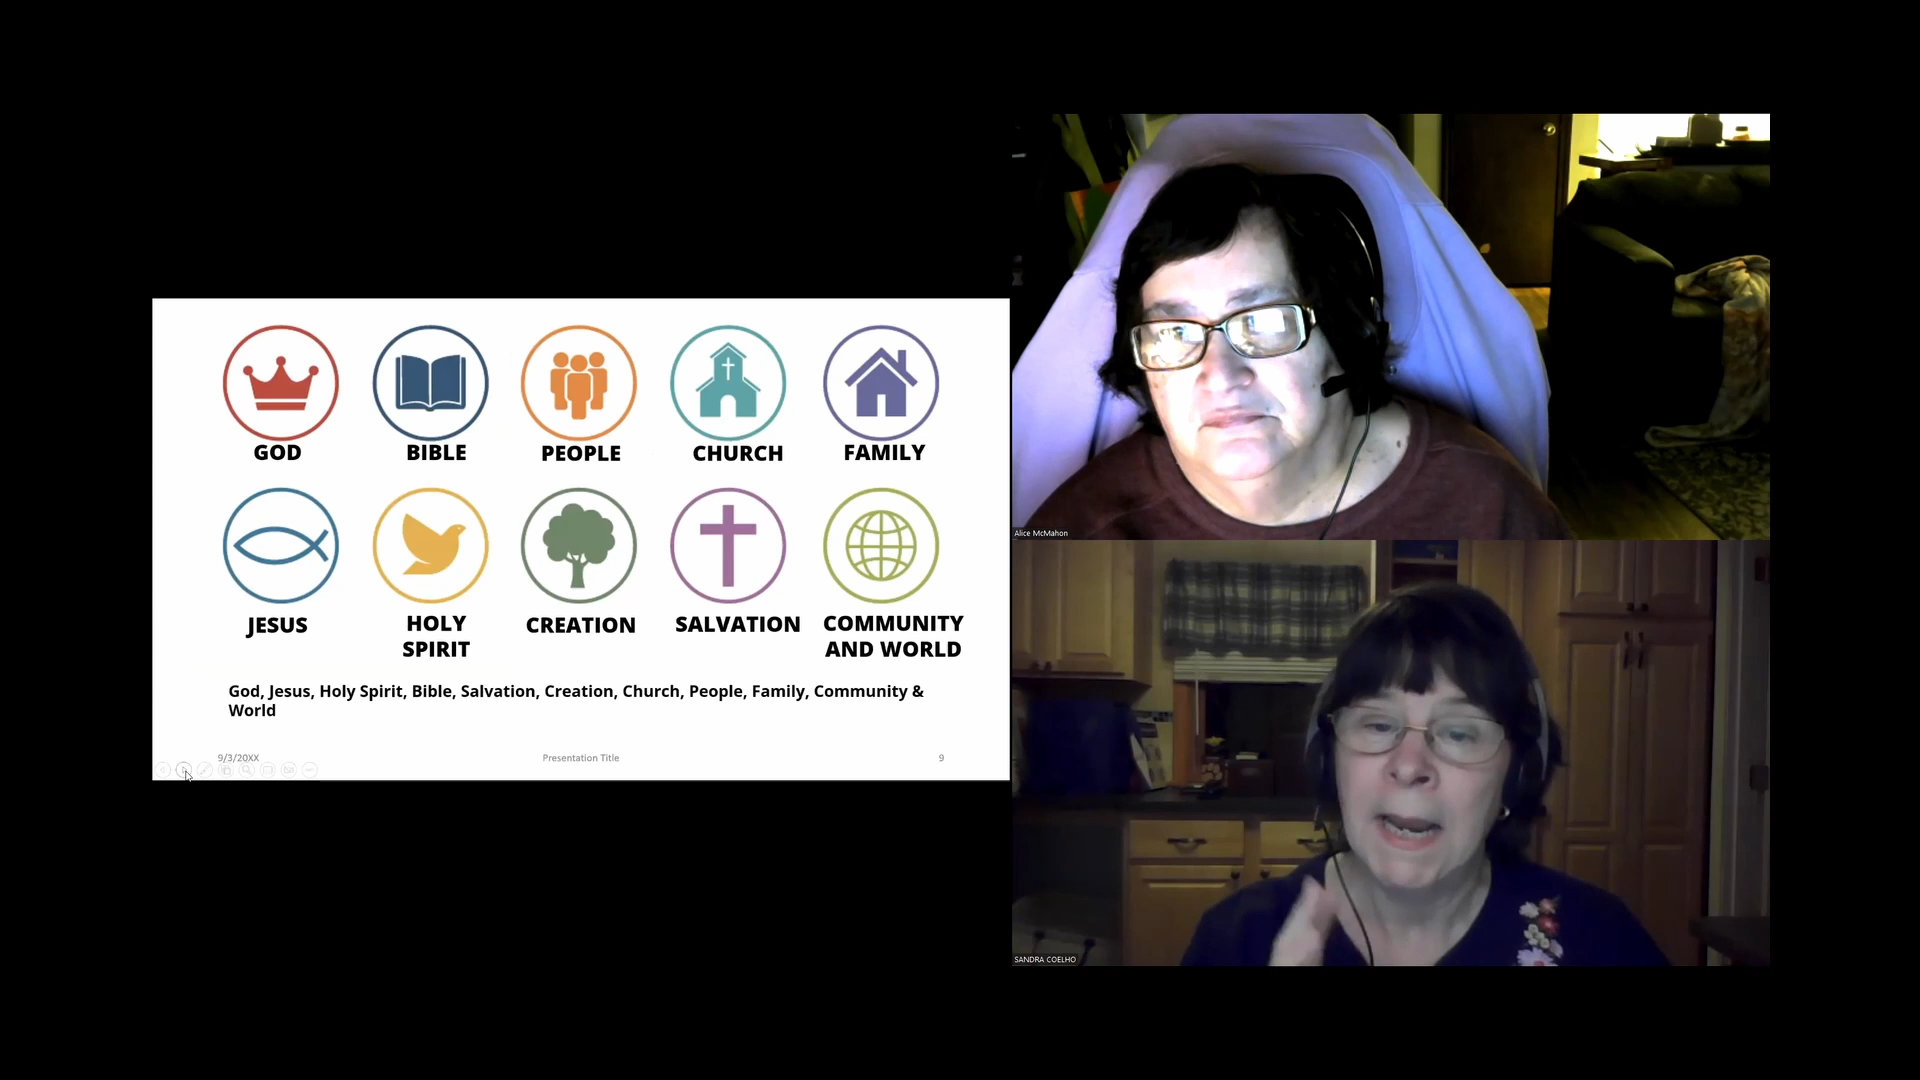 GOD
BIBLE
PEOPLE
CHURCH
FAMILY
JESUS
HOLY
SPIRIT
CREATION
SALVATION
COMMUNITY
AND WORLD
God, Jesus, Holy Spirit, Bible, Salvation, Creation, Church, People, Family, Community &
World
9/3/20XX
Presentation Title
9
Alice McMahon
SANDRA COELHO